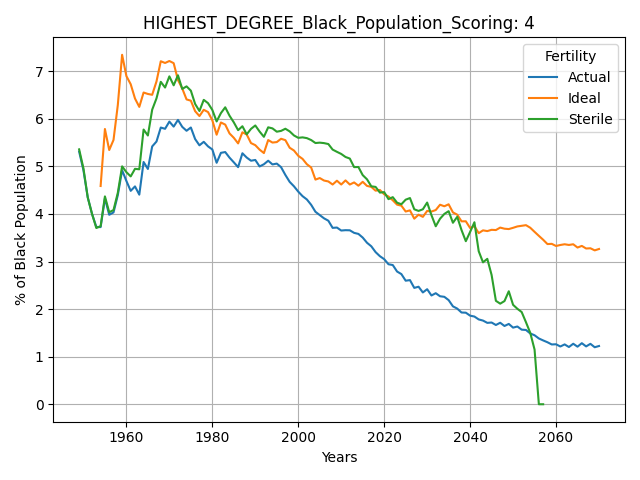 HIGHEST_DEGREE_Black_Population_Scoring: 4
Fertility
Actual
Ideal
Sterile
% of Black Population
7
6
5
4
3
2
1
0
1960 1980 2000 2020 2040 2060
Years